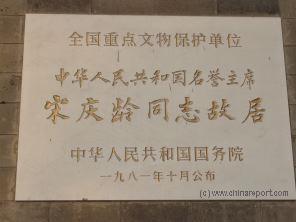 全国重点文物保护单位
中华人民共和国名誉主席
宋庆龄同志故居
中华人民共和国国务院
一九八一年十月公布
(c) www.chinareport.com